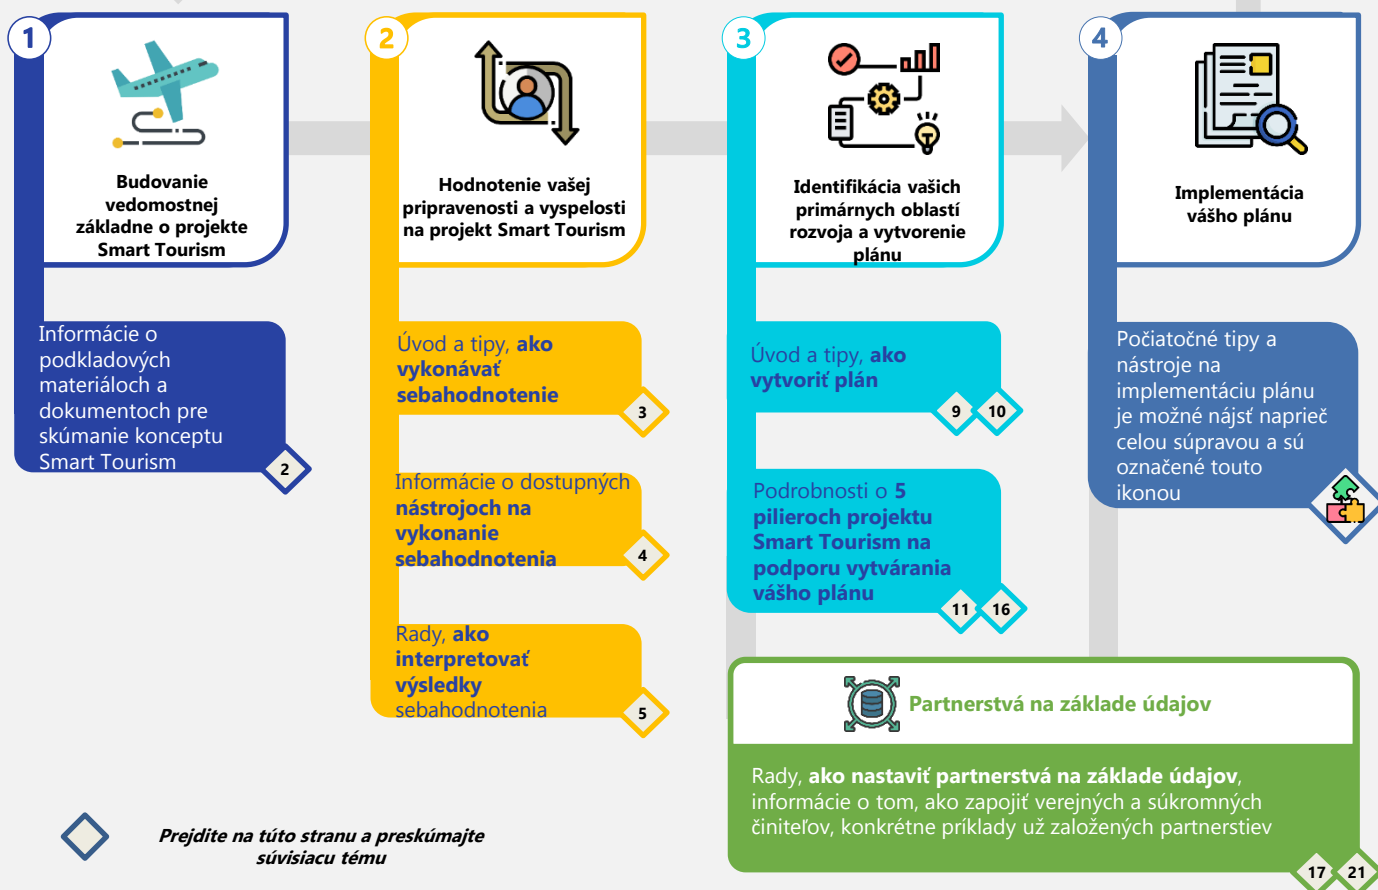 1
Budovanie
vedomostnej
základne o projekte
Smart Tourism
Informácie o
podkladových
materiáloch a
dokumentoch pre
skúmanie konceptu
Smart Tourism
2
2
Hodnotenie vašej
pripravenosti a vyspelosti
na projekt Smart Tourism
Úvod a tipy, ako
vykonávať
sebahodnotenie
3
Informácie o dostupných
nástrojoch na
vykonanie
sebahodnotenia
4
Rady, ako
interpretovať
výsledky
sebahodnotenia
5
3
Identifikácia vašich
primárnych oblastí
rozvoja a vytvorenie
plánu
Úvod a tipy, ako
vytvoriť plán
9 10
Podrobnosti o 5
pilieroch projektu
Smart Tourism na
podporu vytvárania
vášho plánu
11 16
4
Implementácia
vášho plánu
Počiatočné tipy a
nástroje na
implementáciu plánu
je možné nájsť naprieč
celou súpravou a sú
označené touto
ikonou
Partnerstvá na základe údajov
Rady, ako nastaviť partnerstvá na základe údajov,
informácie o tom, ako zapojiť verejných a súkromných
činiteľov, konkrétne príklady už založených partnerstiev
17 21
Prejdite na túto stranu a preskúmajte
súvisiacu tému